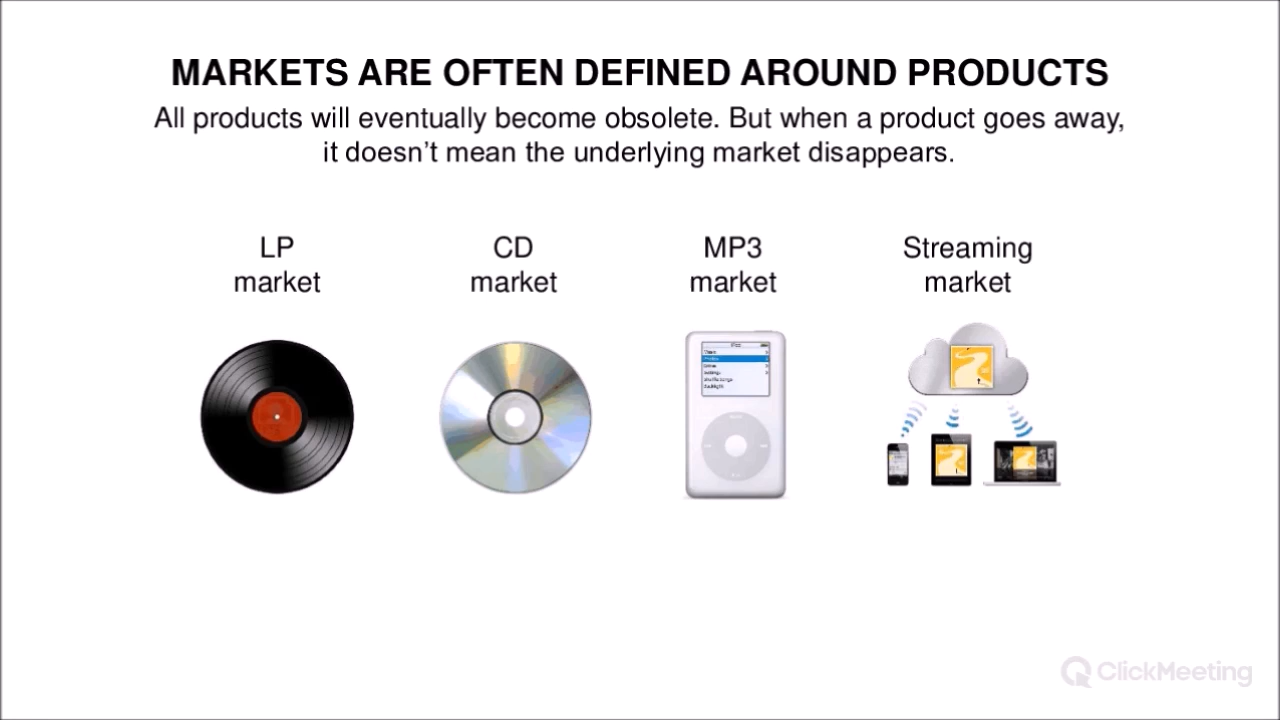 MARKETS ARE OFTEN DEFINED AROUND PRODUCTS
All products will eventually become obsolete. But when a product goes away,
it doesn’t mean the underlying market disappears.
LP
market
CD
market
MP3
market
Streaming
market
ClickMeeting